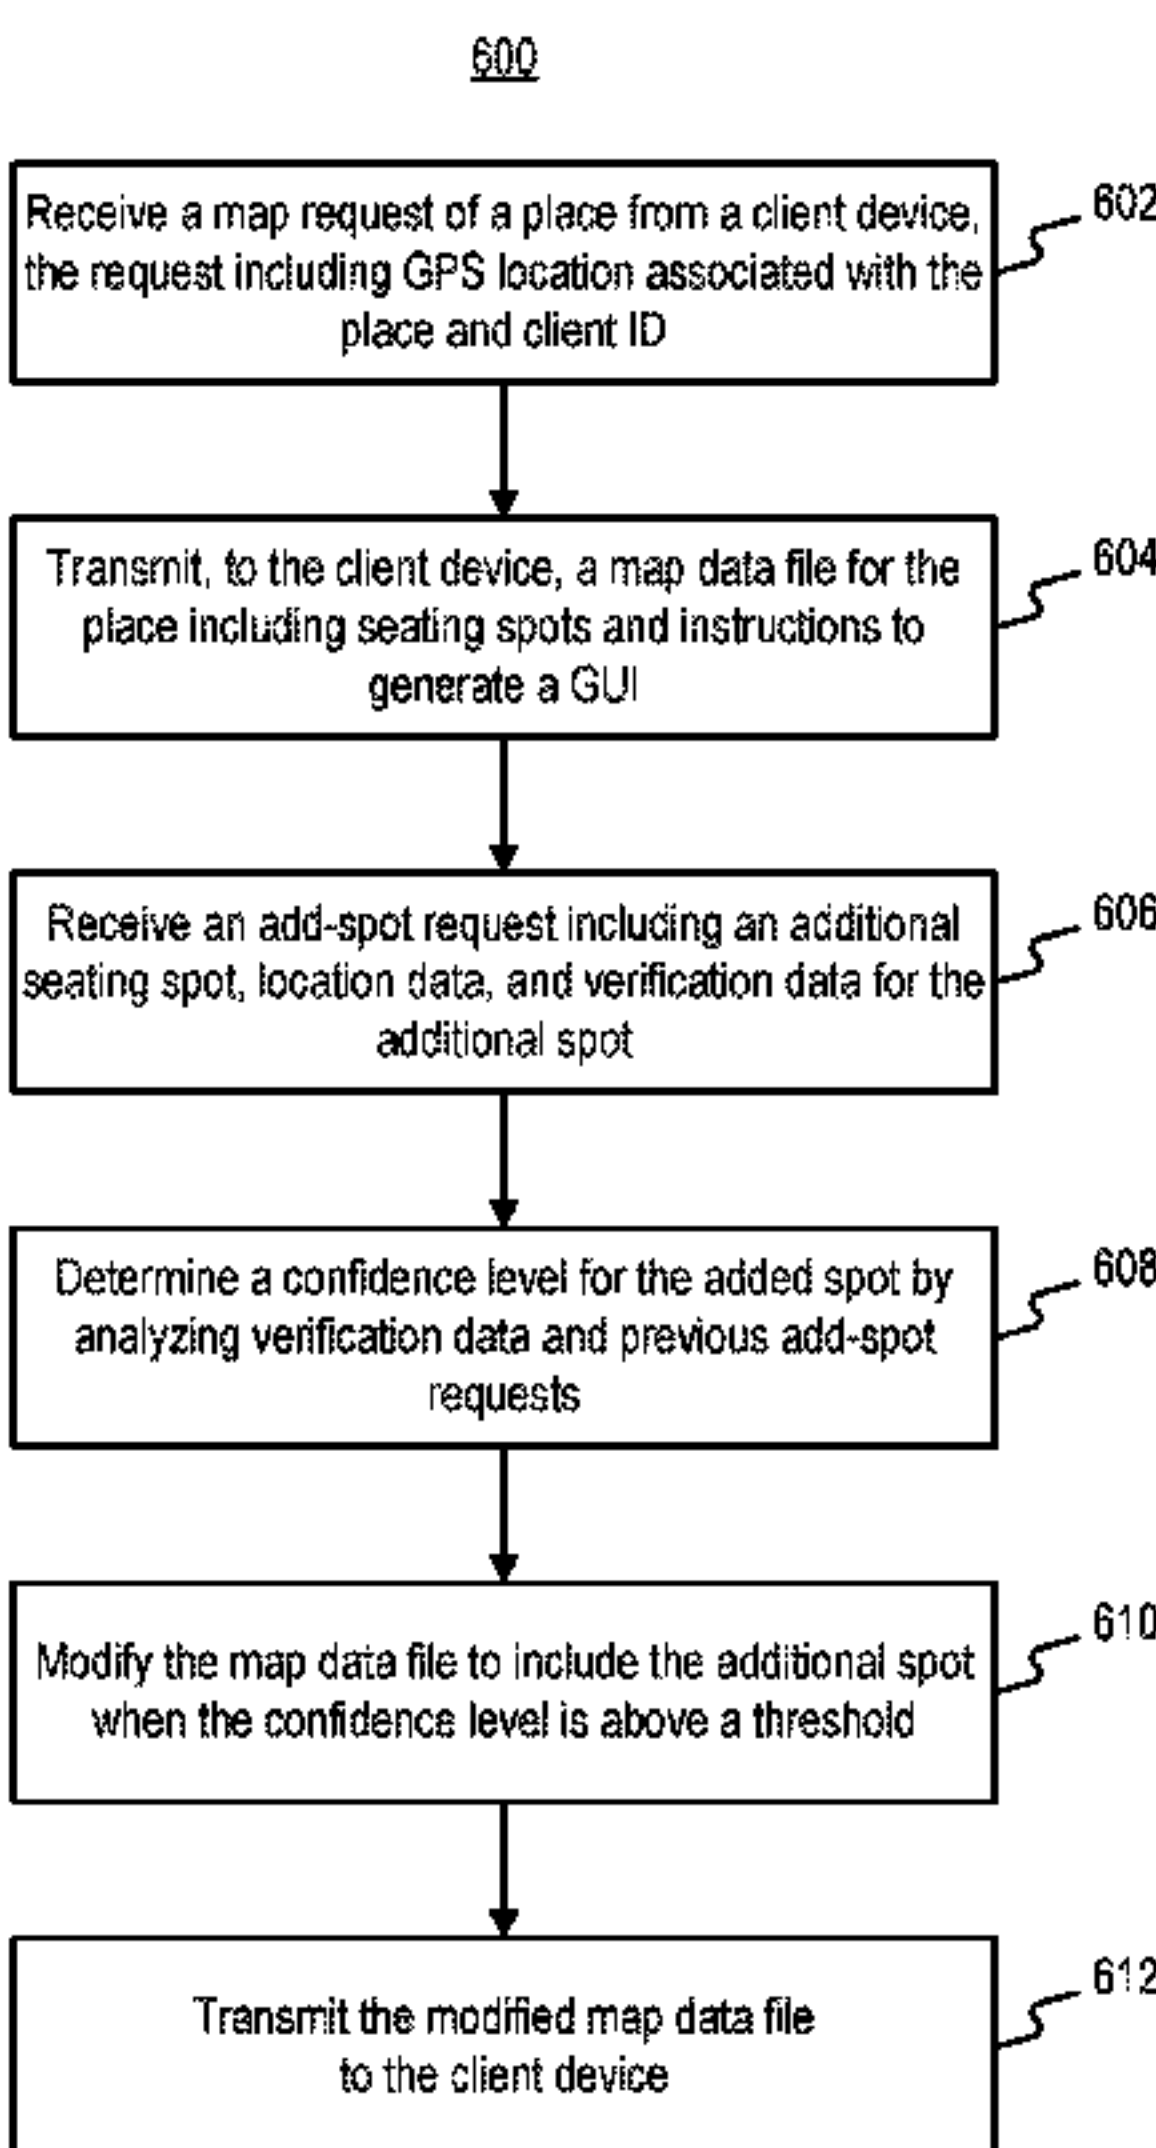 600
Receive a map request of a place from a client device,
the request including GPS location associated with the
place and client ID
602
Transmit, to the client device, a map data file for the
place including seating spots and instructions to
generate a GUI
604
Receive an add-spot request including an additional
seating spot, location data, and verification data for the
additional spot
606
Determine a confidence level for the added spot by
analyzing verification data and previous add-spot
requests
608
Modify the map data file to include the additional spot
when the confidence level is above a threshold
610
Transmit the modified map data file
to the client device
612